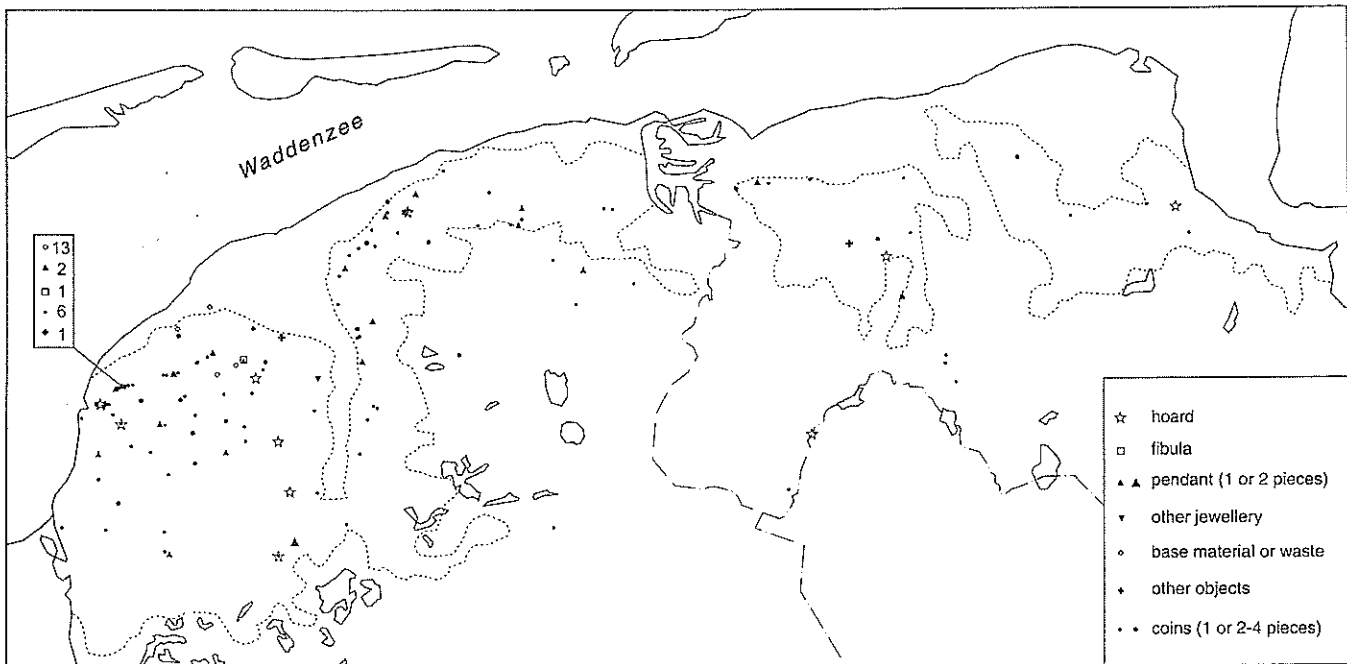 Waddenzee
13
2
1
6
1
hoard
fibula
pendant (1 or 2 pieces)
other jewellery
base material or waste
other objects
coins (1 or 2-4 pieces)